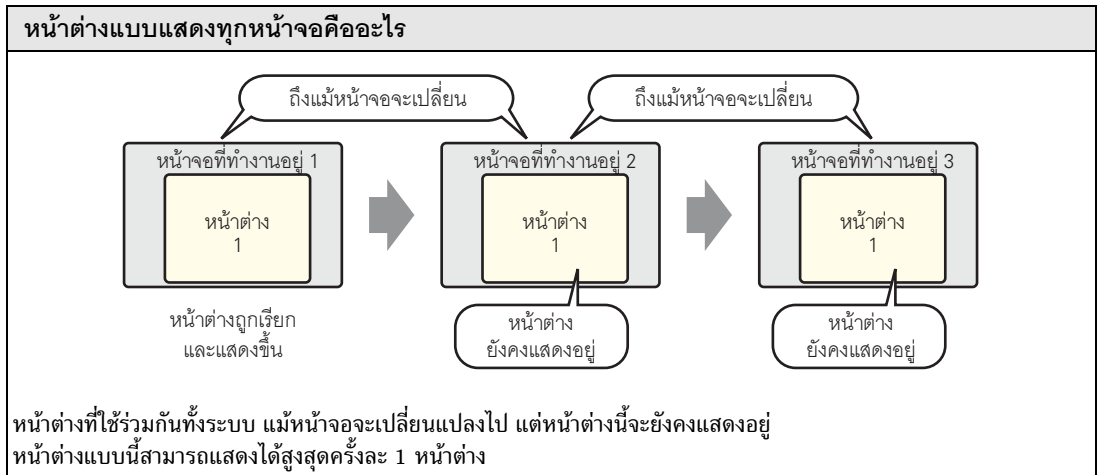 หน้าต่างแบบแสดงทุกหน้าจอคืออะไร
ถึงแม้หน้าจอจะเปลี่ยน
ถึงแม้หน้าจอจะเปลี่ยน
หน้าจอที่ทำงานอยู่ 1
หน้าจอที่ทำงานอยู่ 2
หน้าจอที่ทำงานอยู่ 3
หน้าต่าง
1
หน้าต่าง
1
หน้าต่าง
1
หน้าต่างถูกเรียก
และแสดงขึ้น
หน้าต่าง
ยังคงแสดงอยู่
หน้าต่าง
ยังคงแสดงอยู่
หน้าต่างที่ใช้ร่วมกันทั้งระบบ แม้หน้าจอจะเปลี่ยนแปลงไป แต่หน้าต่างนี้จะยังคงแสดงอยู่
หน้าต่างแบบนี้สามารถแสดงได้สูงสุดครั้งละ 1 หน้าต่าง